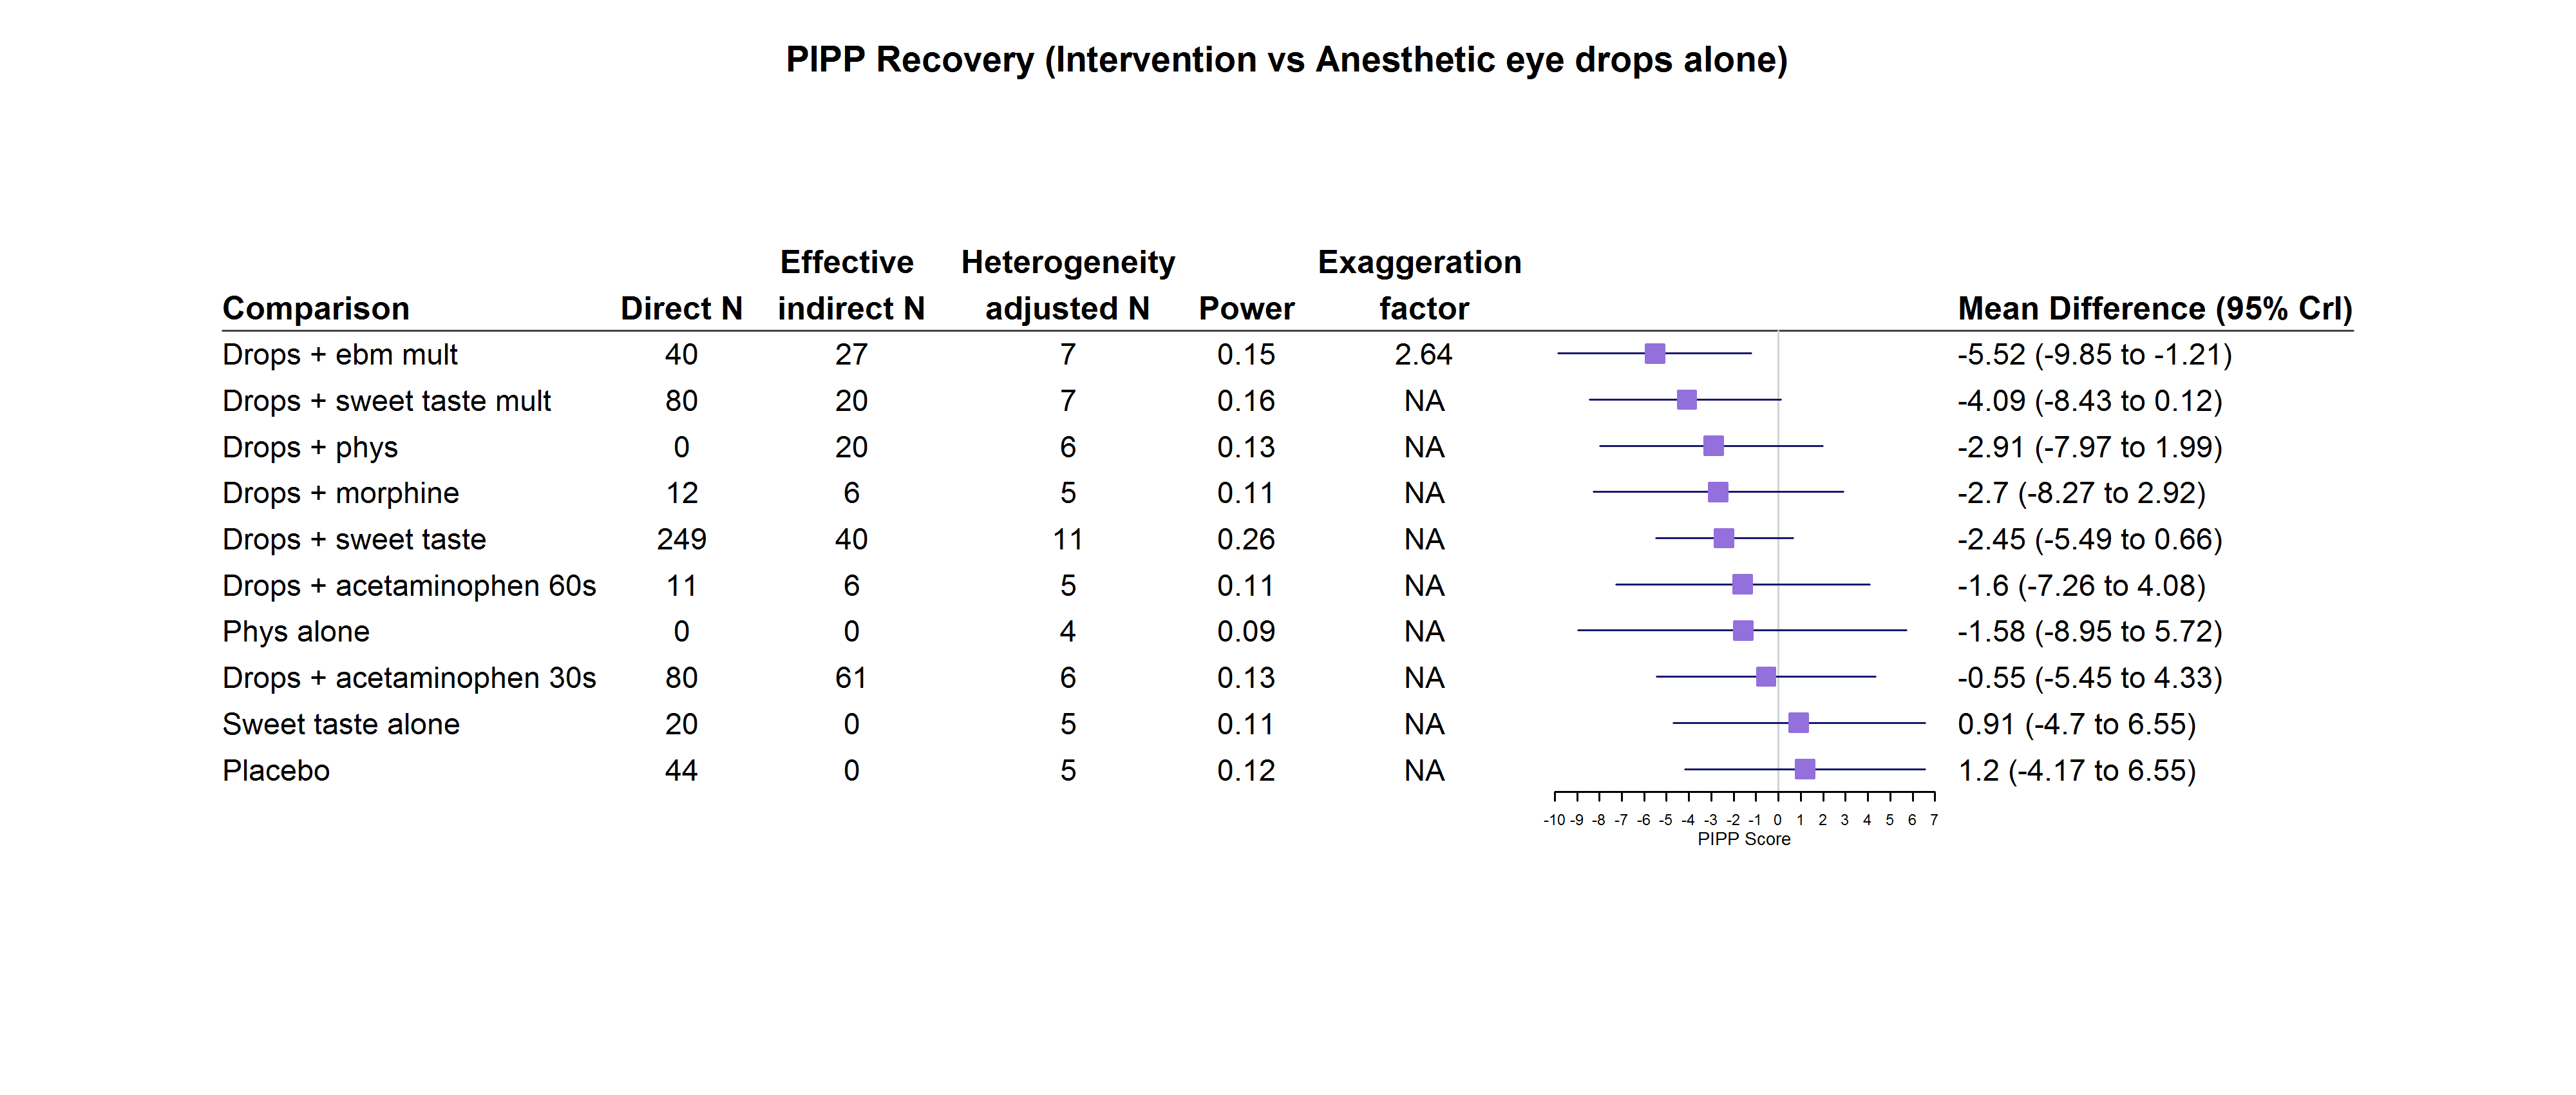 PIPP Recovery (Intervention vs Anesthetic eye drops alone)
Effective Heterogeneity Exaggeration
Comparison Direct N indirect N adjusted N Power factor Mean Difference (95% CrI)
Drops + ebm mult 40 27 7 0.15 2.64 -5.52 (-9.85 to -1.21)
Drops + sweet taste mult 80 20 7 0.16 NA -4.09 (-8.43 to 0.12)
Drops + phys 0 20 6 0.13 NA -2.91 (-7.97 to 1.99)
Drops + morphine 12 6 5 0.11 NA -2.7 (-8.27 to 2.92)
Drops + sweet taste 249 40 11 0.26 NA -2.45 (-5.49 to 0.66)
Drops + acetaminophen 60s 11 6 5 0.11 NA -1.6 (-7.26 to 4.08)
Phys alone 0 0 4 0.09 NA -1.58 (-8.95 to 5.72)
Drops + acetaminophen 30s 80 61 6 0.13 NA -0.55 (-5.45 to 4.33)
Sweet taste alone 20 0 5 0.11 NA 0.91 (-4.7 to 6.55)
Placebo 44 0 5 0.12 NA 1.2 (-4.17 to 6.55)
-10 -9 -8 -7 -6 -5 -4 -3 -2 -1 0 1 2 3 4 5 6 7
PIPP Score